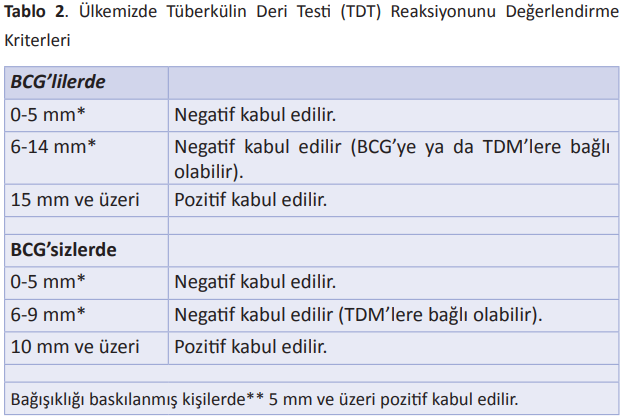 Tablo 2. Ülkemizde Tüberkülin Deri Testi (TDT) Reaksiyonunu Değerlendirme
Kriterleri
BCG'lilerde
0-5 mm* Negatif kabul edilir.
6-14 mm* Negatif kabul edilir (BCG'ye ya da TDM'lere bağlı
olabilir).
15 mm ve üzeri Pozitif kabul edilir.
BCG'sizlerde
0-5 mm* Negatif kabul edilir.
6-9 mm* Negatif kabul edilir (TDM'lere bağlı olabilir).
10 mm ve üzeri Pozitif kabul edilir.
Bağışıklığı baskılanmış kişilerde** 5 mm ve üzeri pozitif kabul edilir.